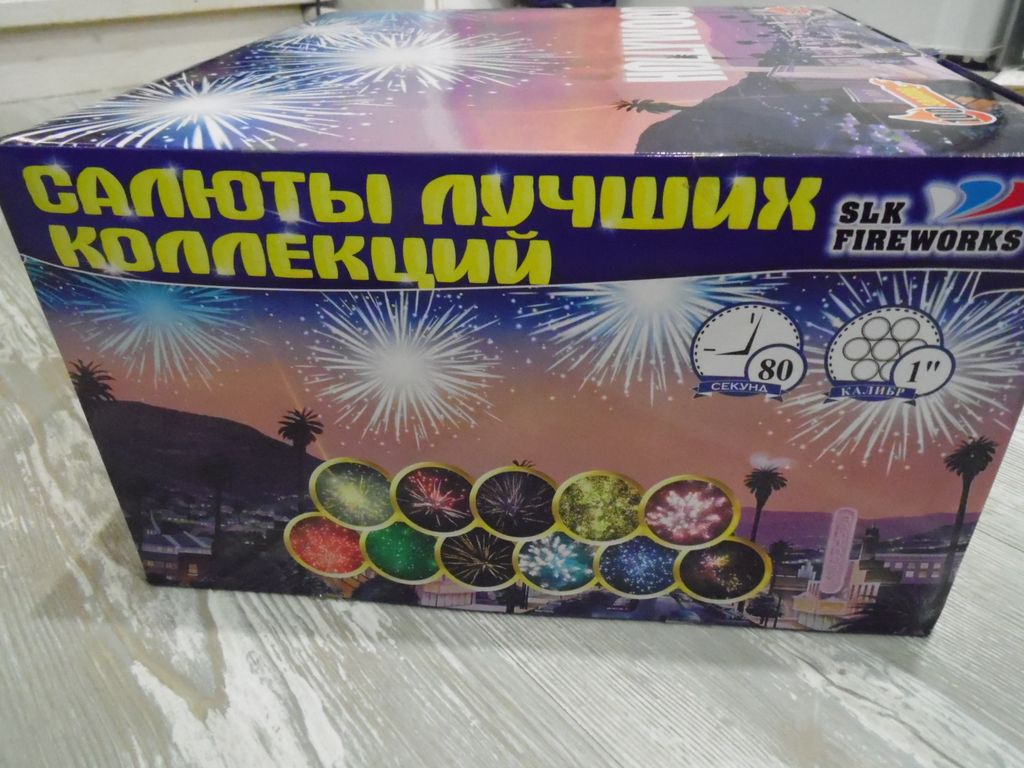 САЛЮТЫ ЛУЧШИХ
КОЛЛЕКЦИЙ
SLK
FIREWORKS
80
СЕКУНД
1"
КАЛИБР